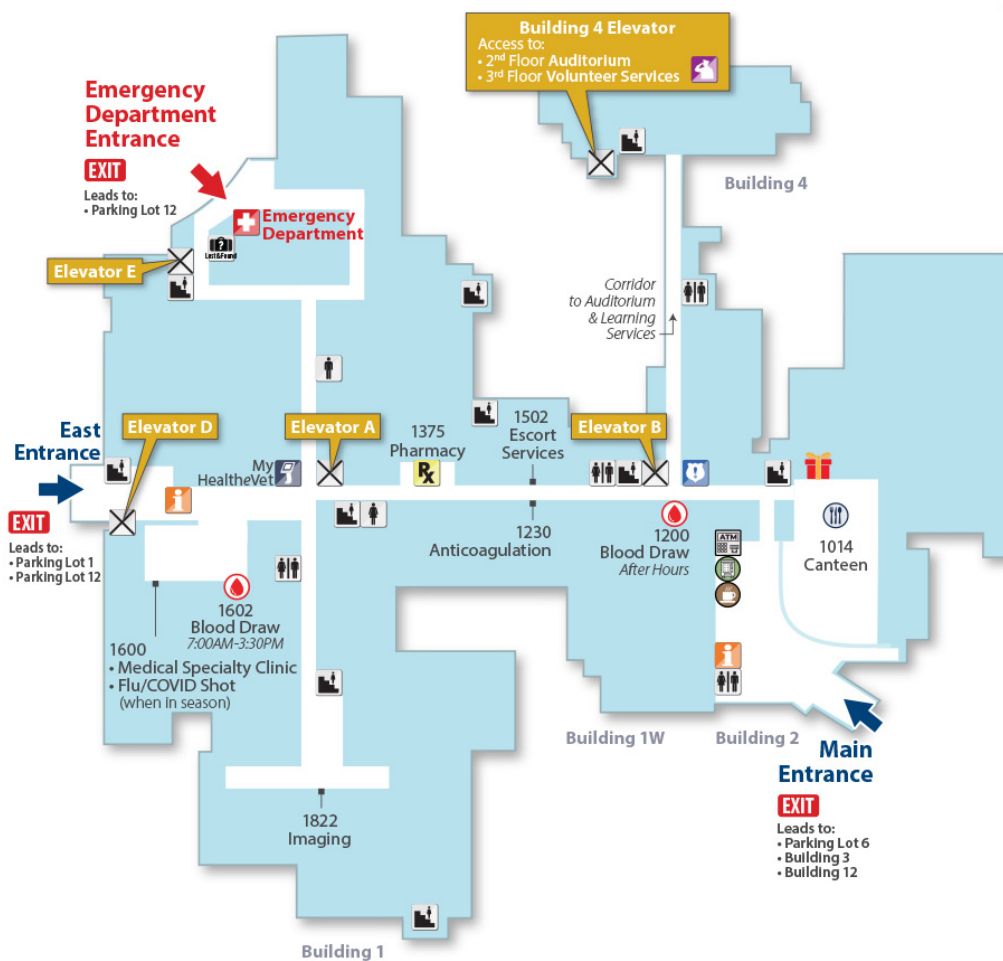 Building 4 Elevator
Access to:
• 2nd Floor Auditorium
• 3rd Floor Volunteer Services
Emergency
Department
Entrance
EXIT
Leads to:
• Parking Lot 12
Building 4
Emergency
Department
?
Lost&Found
Elevator E
Corridor
to Auditorium
& Learning
Services
East
Entrance
EXIT
Leads to:
• Parking Lot 1
• Parking Lot 12
Elevator D
i
My
HealtheVet
Elevator A
1375
Pharmacy
Rx
1502
Escort
Services
Elevator B
1230
Anticoagulation
1200
Blood Draw
After Hours
ATM
1014
Canteen
1602
Blood Draw
7:00AM-3:30PM
1600
• Medical Specialty Clinic
• Flu/COVID Shot
(when in season)
i
Building 1W
Building 2
Main
Entrance
EXIT
Leads to:
• Parking Lot 6
• Building 3
• Building 12
1822
Imaging
Building 1